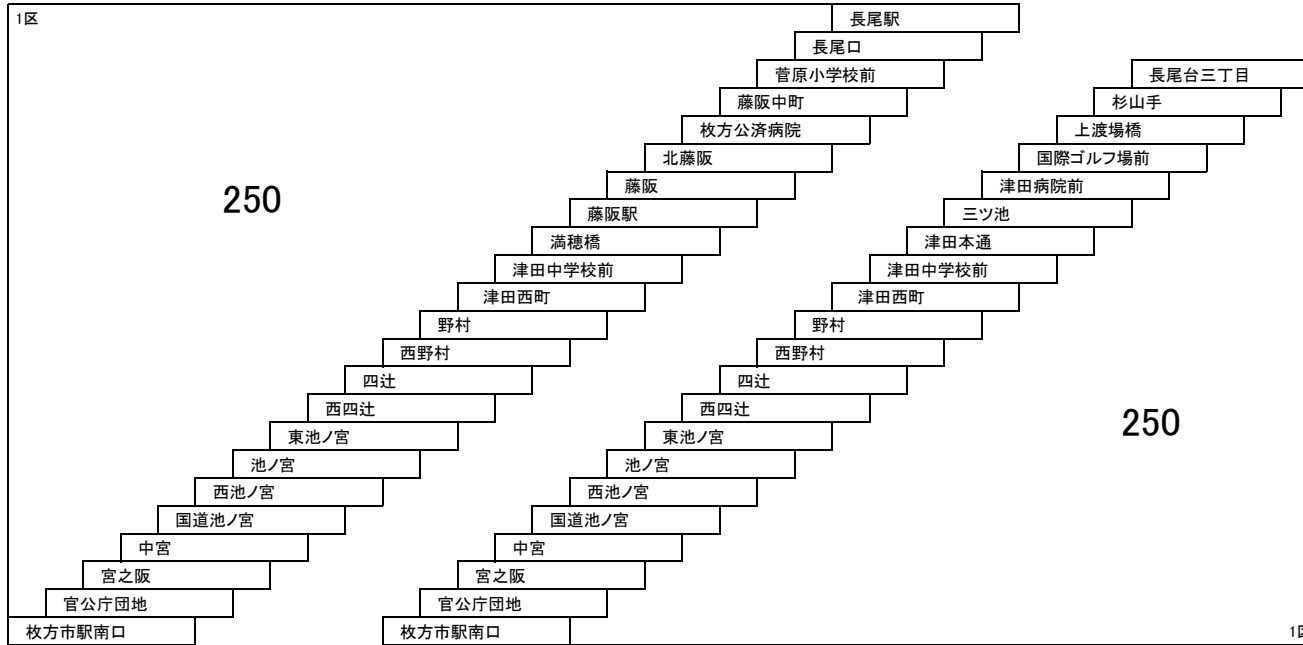 1区
長尾駅
長尾口
菅原小学校前
長尾台三丁目
藤阪中町
杉山手
枚方公済病院
上渡場橋
北藤阪
国際ゴルフ場前
藤阪
津田病院前
250
藤阪駅
三ツ池
満穂橋
津田本通
津田中学校前
津田中学校前
津田西町
津田西町
野村
野村
西野村
西野村
四辻
四辻
西四辻
西四辻
250
東池ノ宮
東池ノ宮
池ノ宮
池ノ宮
西池ノ宮
西池ノ宮
国道池ノ宮
国道池ノ宮
中宮
中宮
宮之阪
宮之阪
官公庁団地
官公庁団地
枚方市駅南口
枚方市駅南口
1区